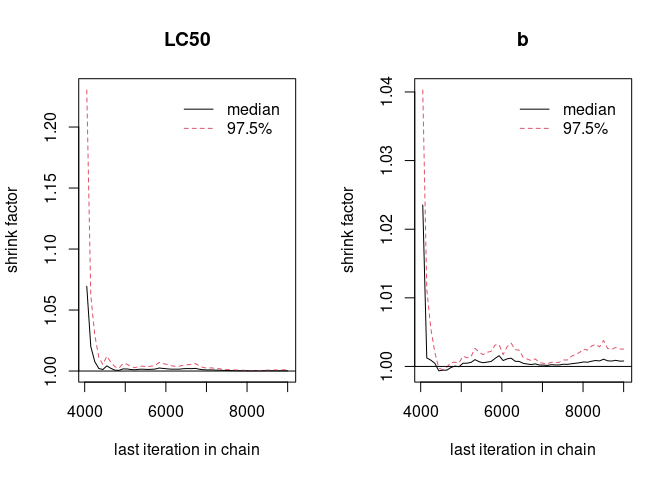 LC50
shrink factor
1.00
1.05
1.10
1.15
1.20
4000
6000
8000
last iteration in chain
median
97.5%
b
shrink factor
1.00
1.01
1.02
1.03
1.04
4000
6000
8000
last iteration in chain
median
97.5%